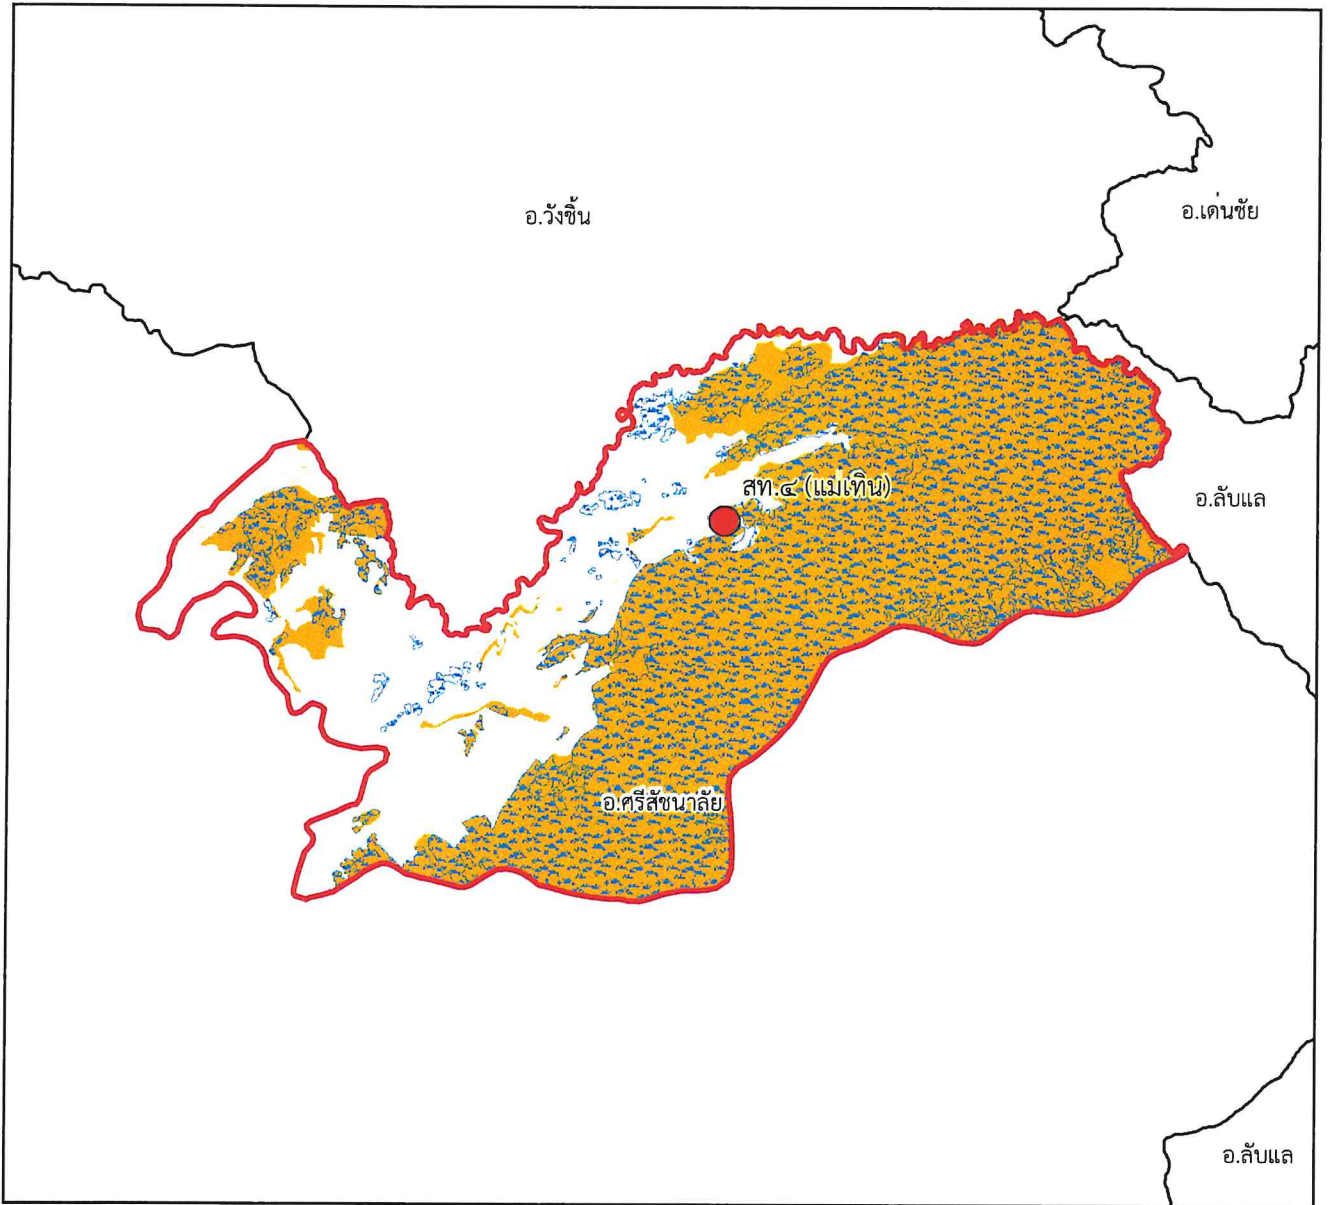 อ.วังชิ้น
อ.เด่นชัย
สท.๔ (แม่เทิน)
อ.ลับแล
อ.ศรีสัชนาลัย
อ.ลับแล